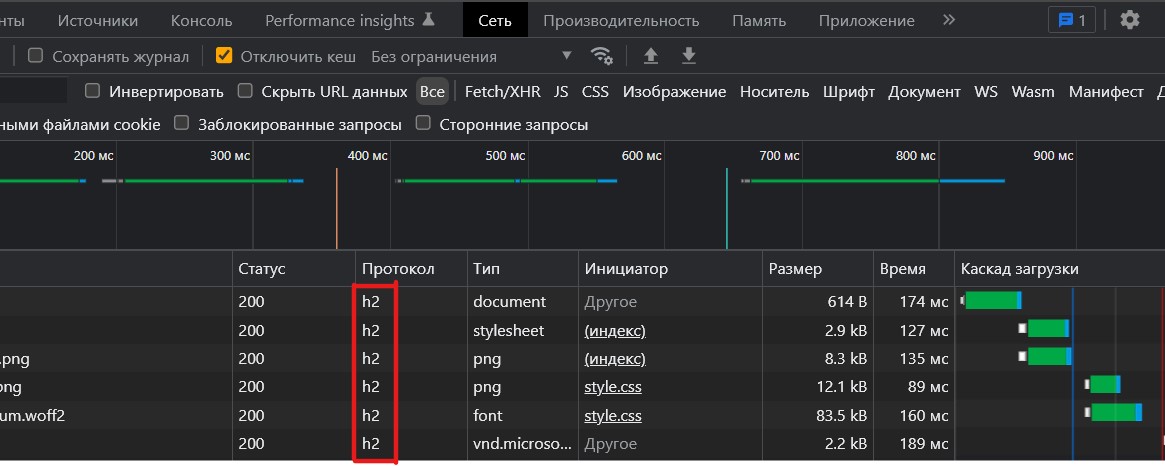 нты Источники Консоль Performance insights Сеть Производительность Память Приложение » 1
Сохранять журнал Отключить кеш Без ограничения
Инвертировать Скрыть URL данных Все Fetch/XHR JS CSS Изображение Носитель Шрифт Документ WS Wasm Манифест Д
ными файлами cookie Заблокированные запросы Сторонние запросы
200 мс 300 мс 400 мс 500 мс 600 мс 700 мс 800 мс 900 мс
Статус Протокол Тип Инициатор Размер Время Каскад загрузки
200 h2 document Другое 614 B 174 мс
200 h2 stylesheet (индекс) 2.9 kB 127 мс
.png 200 h2 png (индекс) 8.3 kB 135 мс
png 200 h2 png style.css 12.1 kB 89 мс
um.woff2 200 h2 font style.css 83.5 kB 160 мс
200 h2 vnd.microso... Другое 2.2 kB 189 мс